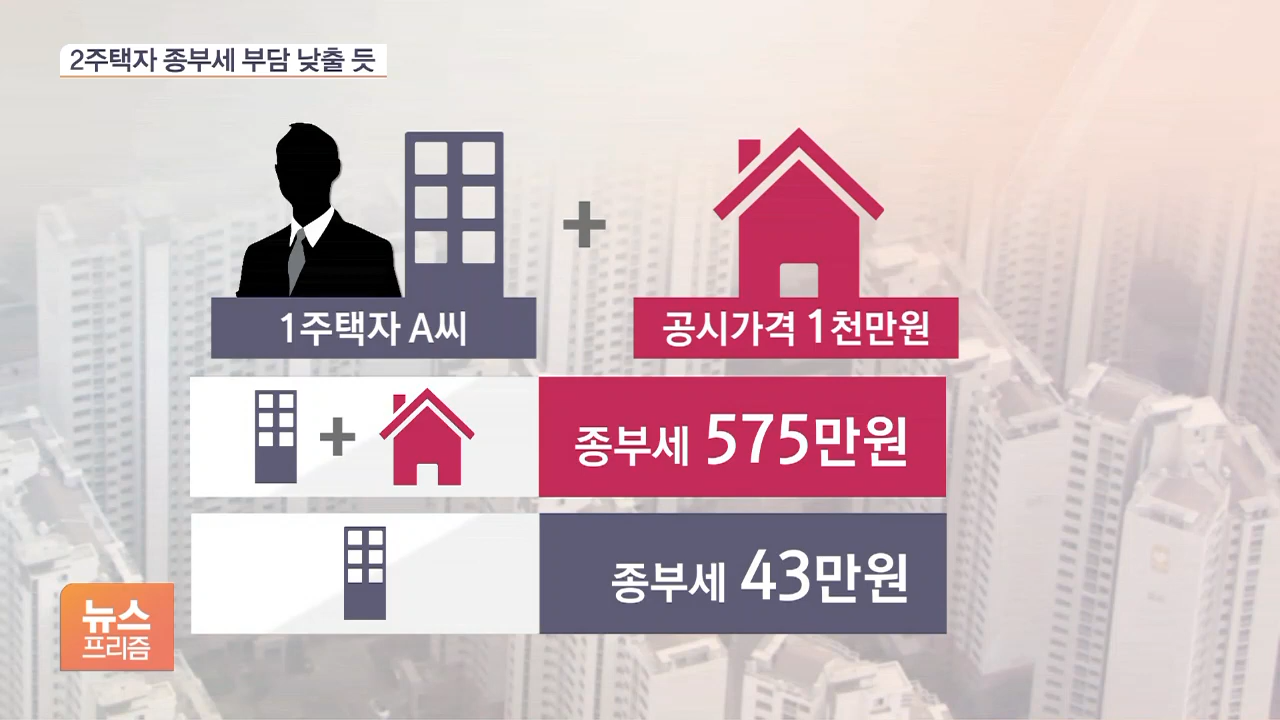 2주택자 종부세 부담 낮출 듯
1주택자 A씨
+
공시가격 1천만원
+
종부세 575만원
종부세 43만원
뉴스
프리즘